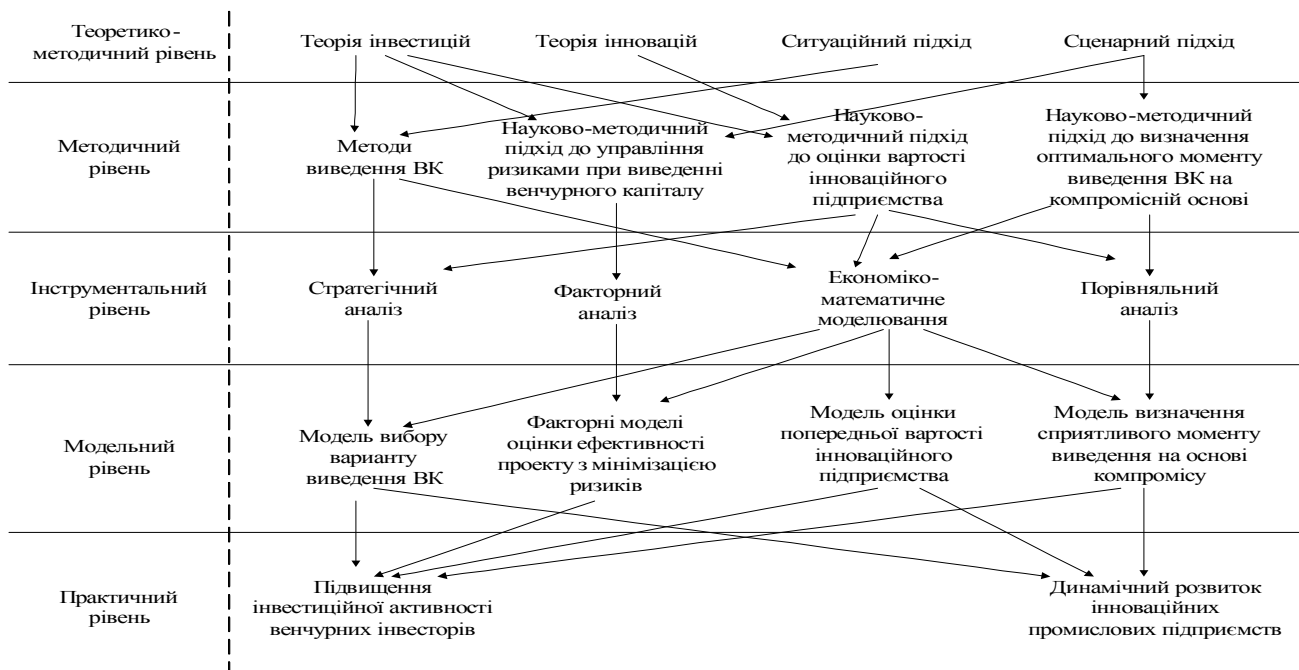 Теоретико-
методичний рівень
Теорія інвестицій
Теорія інновацій
Ситуаційний підхід
Сценарний підхід
Методичний
рівень
Методи
виведення ВК
Науково-методичний
підхід до управління
ризиками при виведенні
венчурного капіталу
Науково-
методичний підхід
до оцінки вартості
інноваційного
підприємства
Науково-методичний
підхід до визначення
оптимального моменту
виведення ВК на
компромісній основі
Інструментальний
рівень
Стратегічний
аналіз
Факторний
аналіз
Економіко-
математичне
моделювання
Порівняльний
аналіз
Модельний
рівень
Модель вибору
варианту
виведення ВК
Факторні моделі
оцінки ефективності
проекту з мінімізацією
ризиків
Модель оцінки
попередньої вартості
інноваційного
підприємства
Модель визначення
сприятливого моменту
виведення на основі
компромісу
Практичний
рівень
Підвищення
інвестиційної активності
венчурних інвесторів
Динамічний розвиток
інноваційних
промислових підприємств